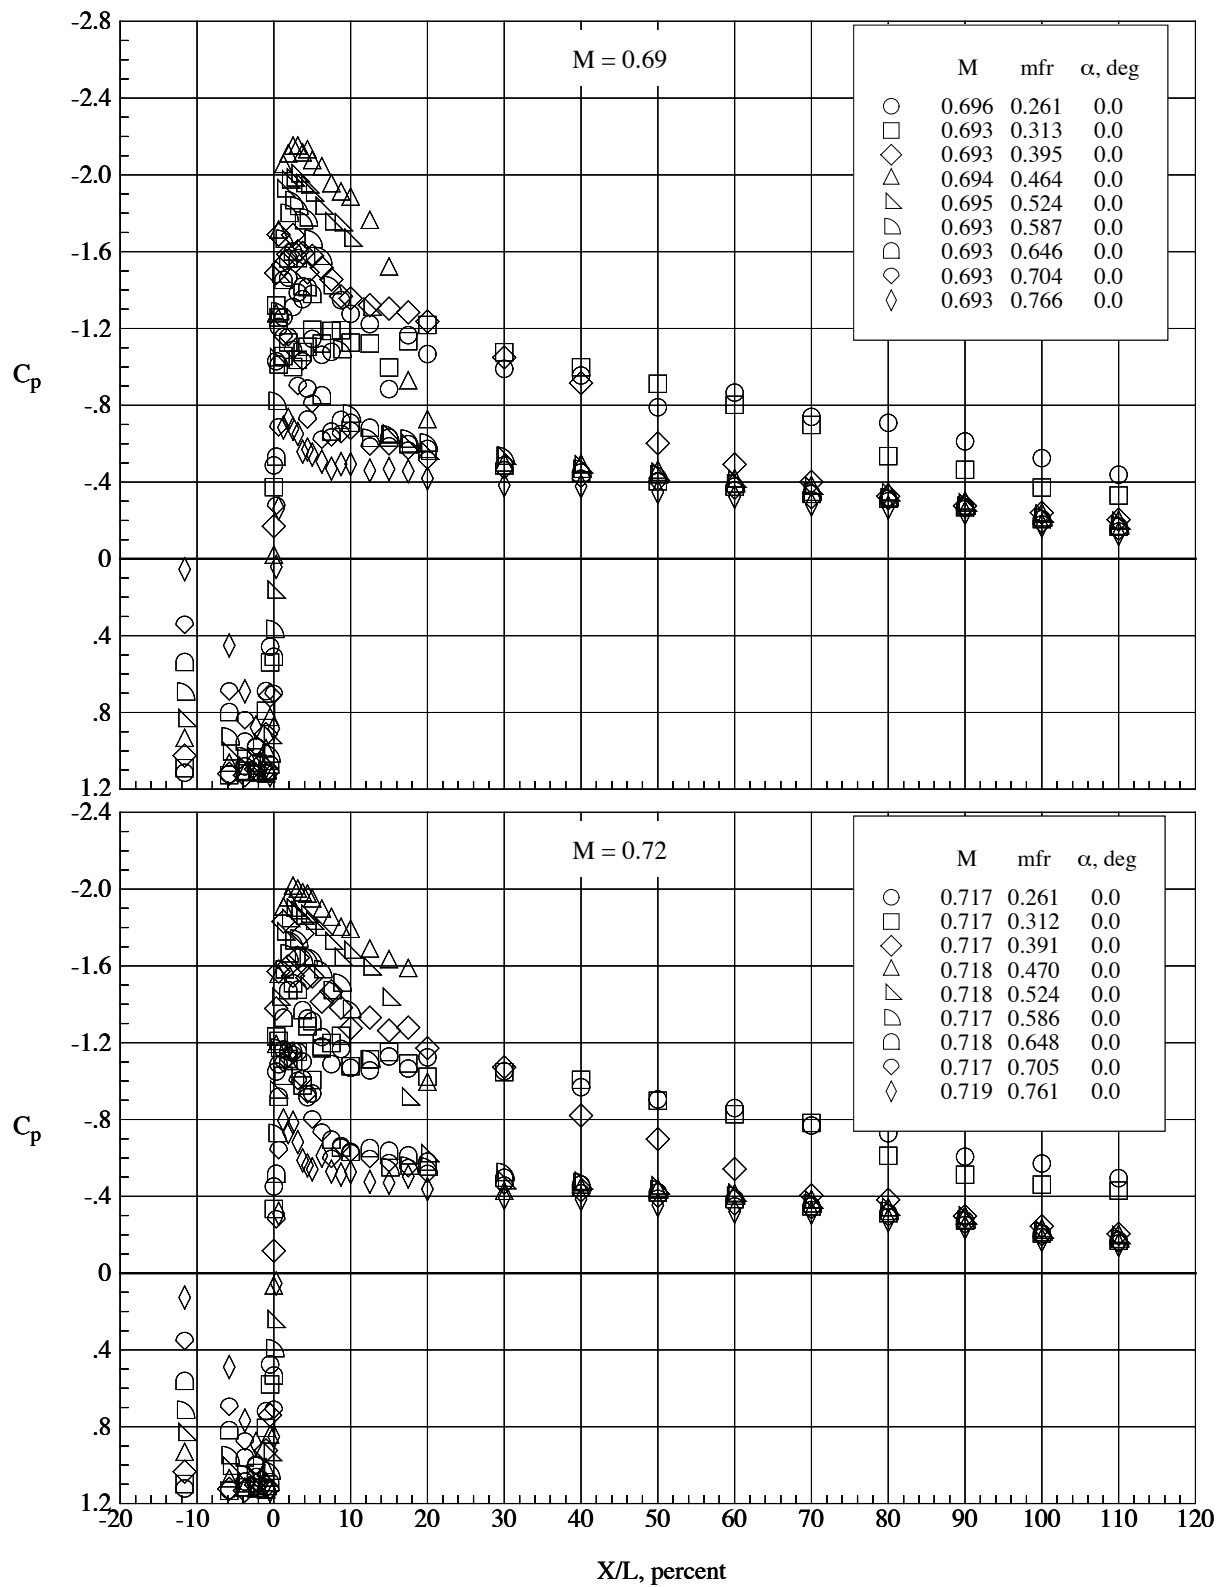 -2.8
M = 0.69
M mfr α, deg
0.696 0.261 0.0
0.693 0.313 0.0
0.693 0.395 0.0
0.694 0.464 0.0
0.695 0.524 0.0
0.693 0.587 0.0
0.693 0.646 0.0
0.693 0.704 0.0
0.693 0.766 0.0
-2.4
-2.0
-1.6
-1.2
Cp
-.8
-.4
0
.4
.8
1.2
-2.4
M = 0.72
M mfr α, deg
0.717 0.261 0.0
0.717 0.312 0.0
0.717 0.391 0.0
0.718 0.470 0.0
0.718 0.524 0.0
0.717 0.586 0.0
0.718 0.648 0.0
0.717 0.705 0.0
0.719 0.761 0.0
-2.0
-1.6
-1.2
Cp
-.8
-.4
0
.4
.8
1.2
-20 -10 0 10 20 30 40 50 60 70 80 90 100 110 120
X/L, percent